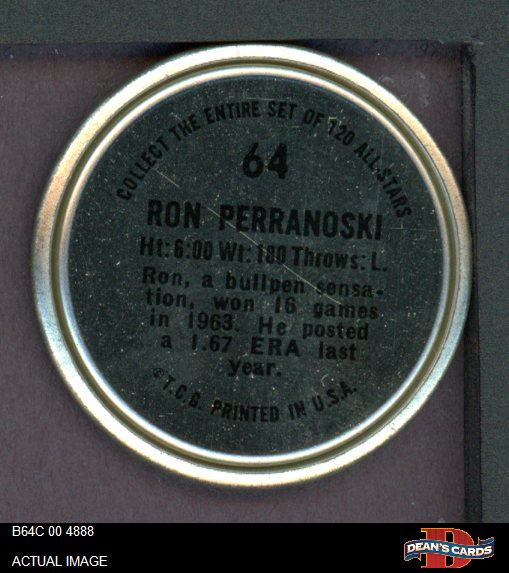 COLLECT THE ENTIRE SET OF 120 ALL-STARS
64
RON PERRANOSKI
Ht: 6:00 Wt: 180 Throws: L.
Ron, a bullpen sensa-
tion, won 16 games
in 1963. He posted
a 1.67 ERA last
year.
©T.C.G. PRINTED IN U.S.A.
B64C 00 4888
ACTUAL IMAGE
B
DEAN'S CARDS